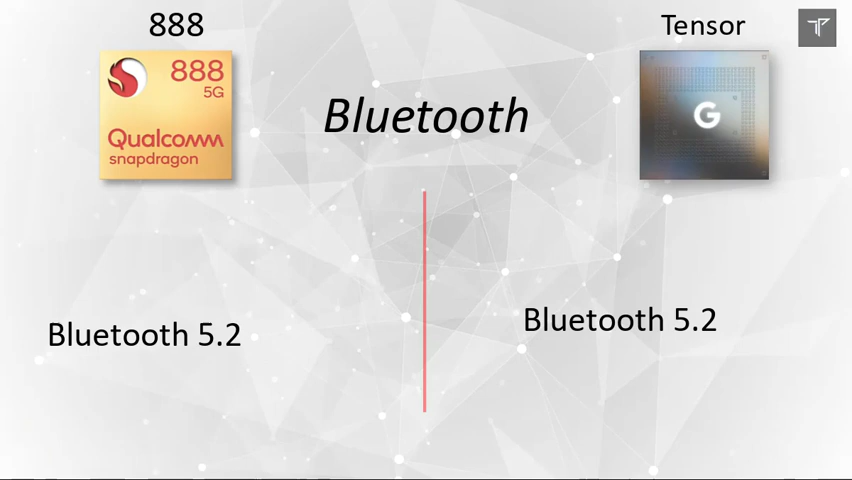 888
Tensor
888
5G
Qualcomm
snapdragon
G
Bluetooth
Bluetooth 5.2
Bluetooth 5.2